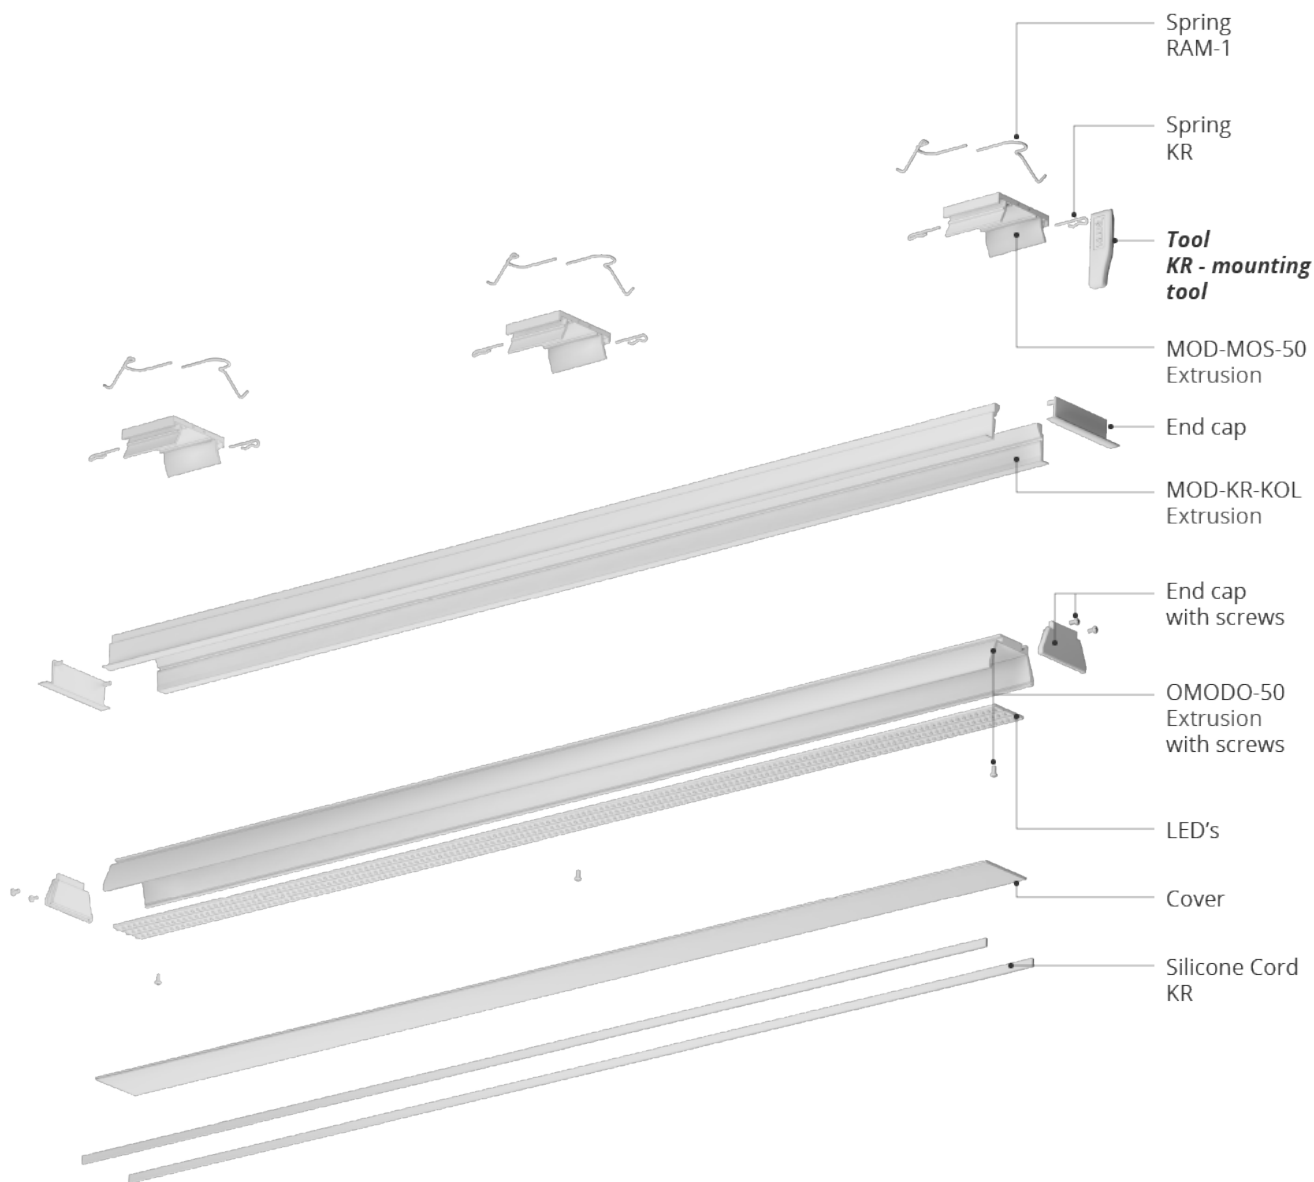 Spring
RAM-1
Spring
KR
Tool
KR - mounting
tool
MOD-MOS-50
Extrusion
End cap
MOD-KR-KOL
Extrusion
End cap
with screws
OMODO-50
Extrusion
with screws
LED’s
Cover
Silicone Cord
KR